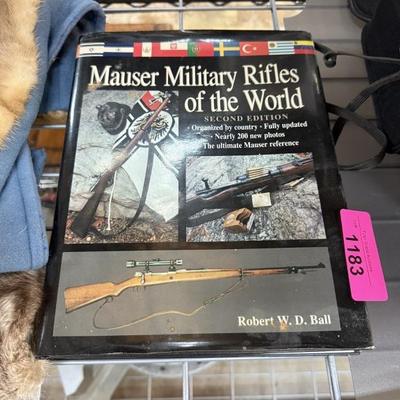 Mauser Military Rifles
of the World
SECOND EDITION
• Organized by country • Fully updated
• Nearly 200 new photos
• The ultimate Mauser reference
Robert W. D. Ball
1183